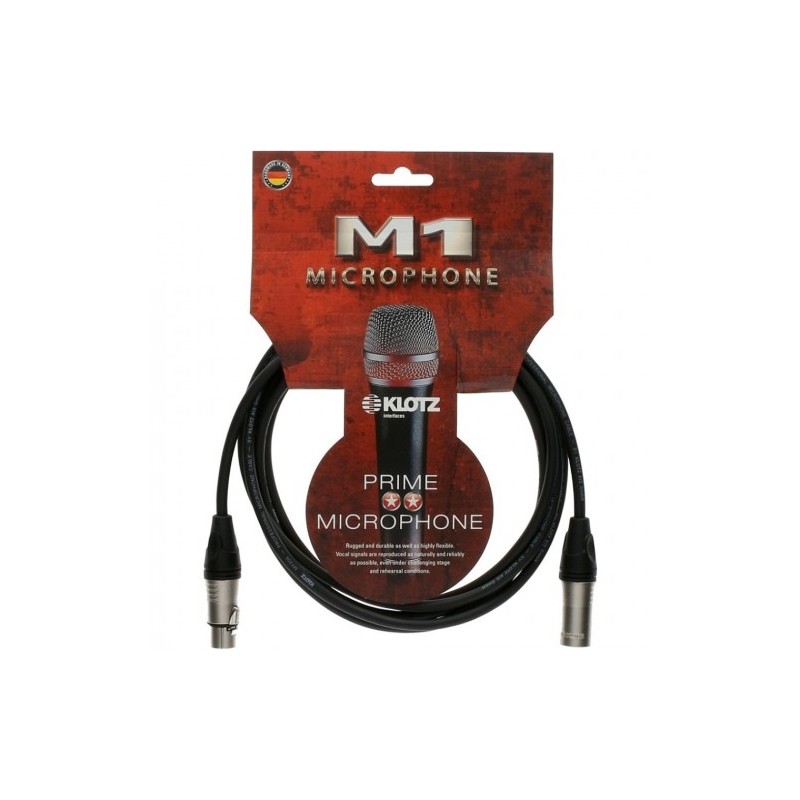 M1
MICROPHONE
KLOTZ
interfaces
PRIME
MICROPHONE
Rugged and durable as well as highly flexible.
Vocal signals are reproduced as naturally and reliably
as possible, even under challenging stage
and rehearsal conditions.